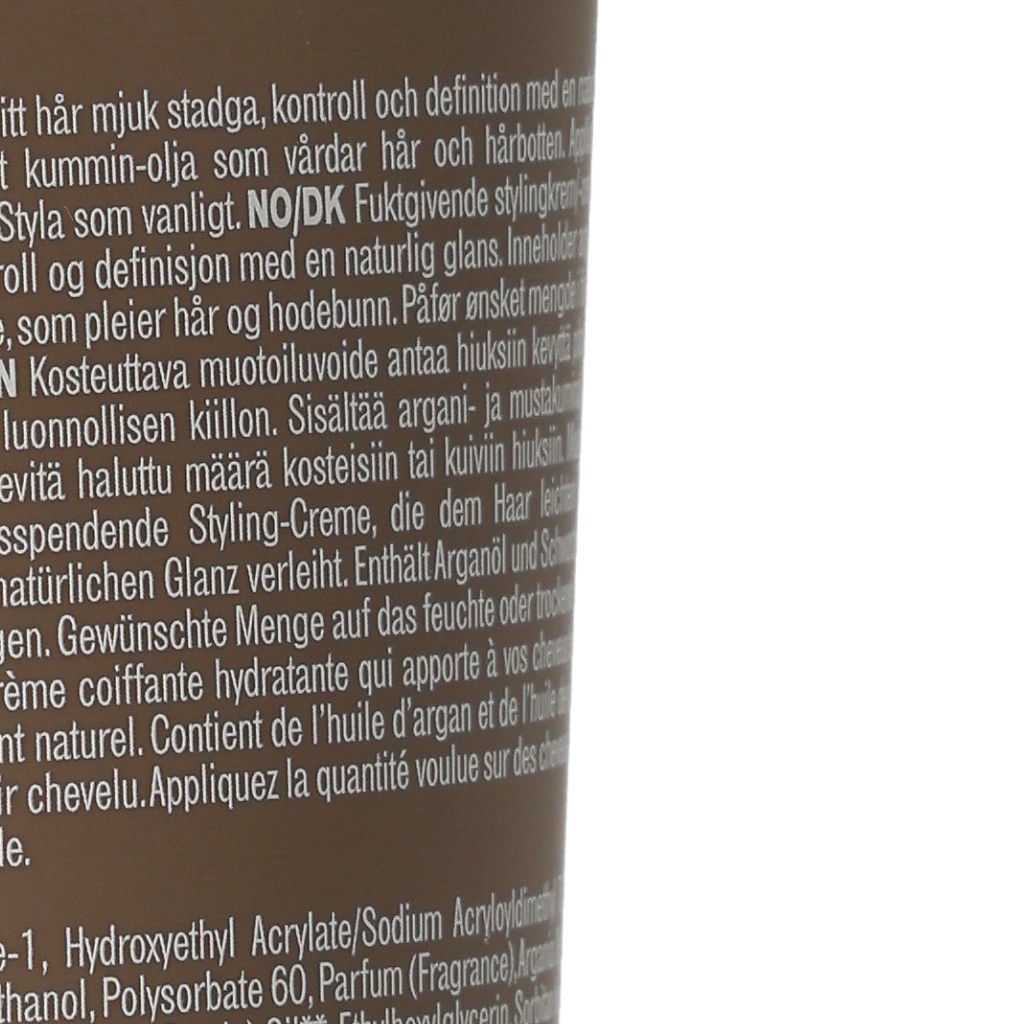 itt hår mjuk stadga, kontroll och definition med en
t kummin-olja som vårdar hår och hårbotten.
Styla som vanligt. NO/DK Fuktgivende stylingkrem
roll og definisjon med en naturlig glans. Inneholder
e, som pleier hår og hodebunn. Påfør ønsket mengde
N Kosteuttava muotoiluvoide antaa hiuksiin kevyttä
luonnollisen kiillon. Sisältää argani- ja
evitä haluttu määrä kosteisiin tai kuiviin hiuksiin.
sspendende Styling-Creme, die dem Haar leichten
natürlichen Glanz verleiht. Enthält Arganöl und
gen. Gewünschte Menge auf das feuchte oder
rème coiffante hydratante qui apporte à vos
nt naturel. Contient de l'huile d'argan et de l'huile
ir chevelu. Appliquez la quantité voulue sur des
le.
e-1, Hydroxyethyl Acrylate/Sodium Acryloyldimethyl
thanol, Polysorbate 60, Parfum (Fragrance),
Oil**, Ethylhexylglycerin,